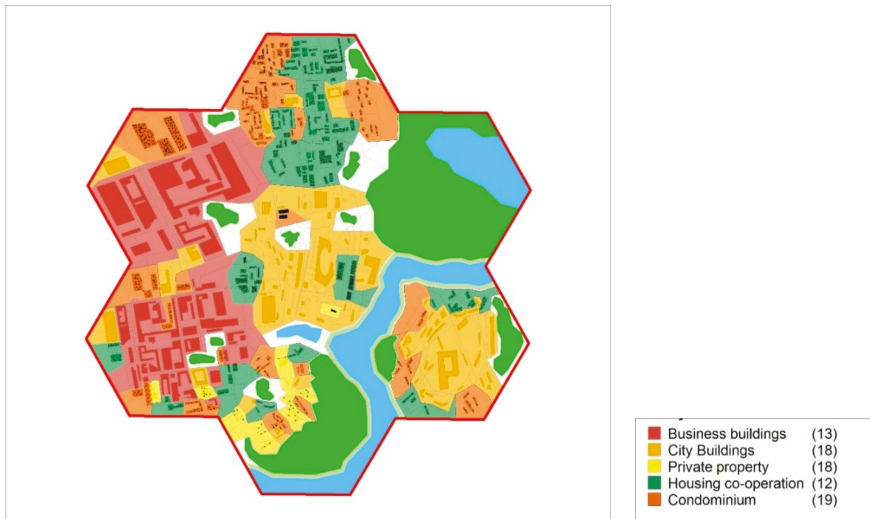 Business buildings (13)
City Buildings (18)
Private property (18)
Housing co-operation (12)
Condominium (19)